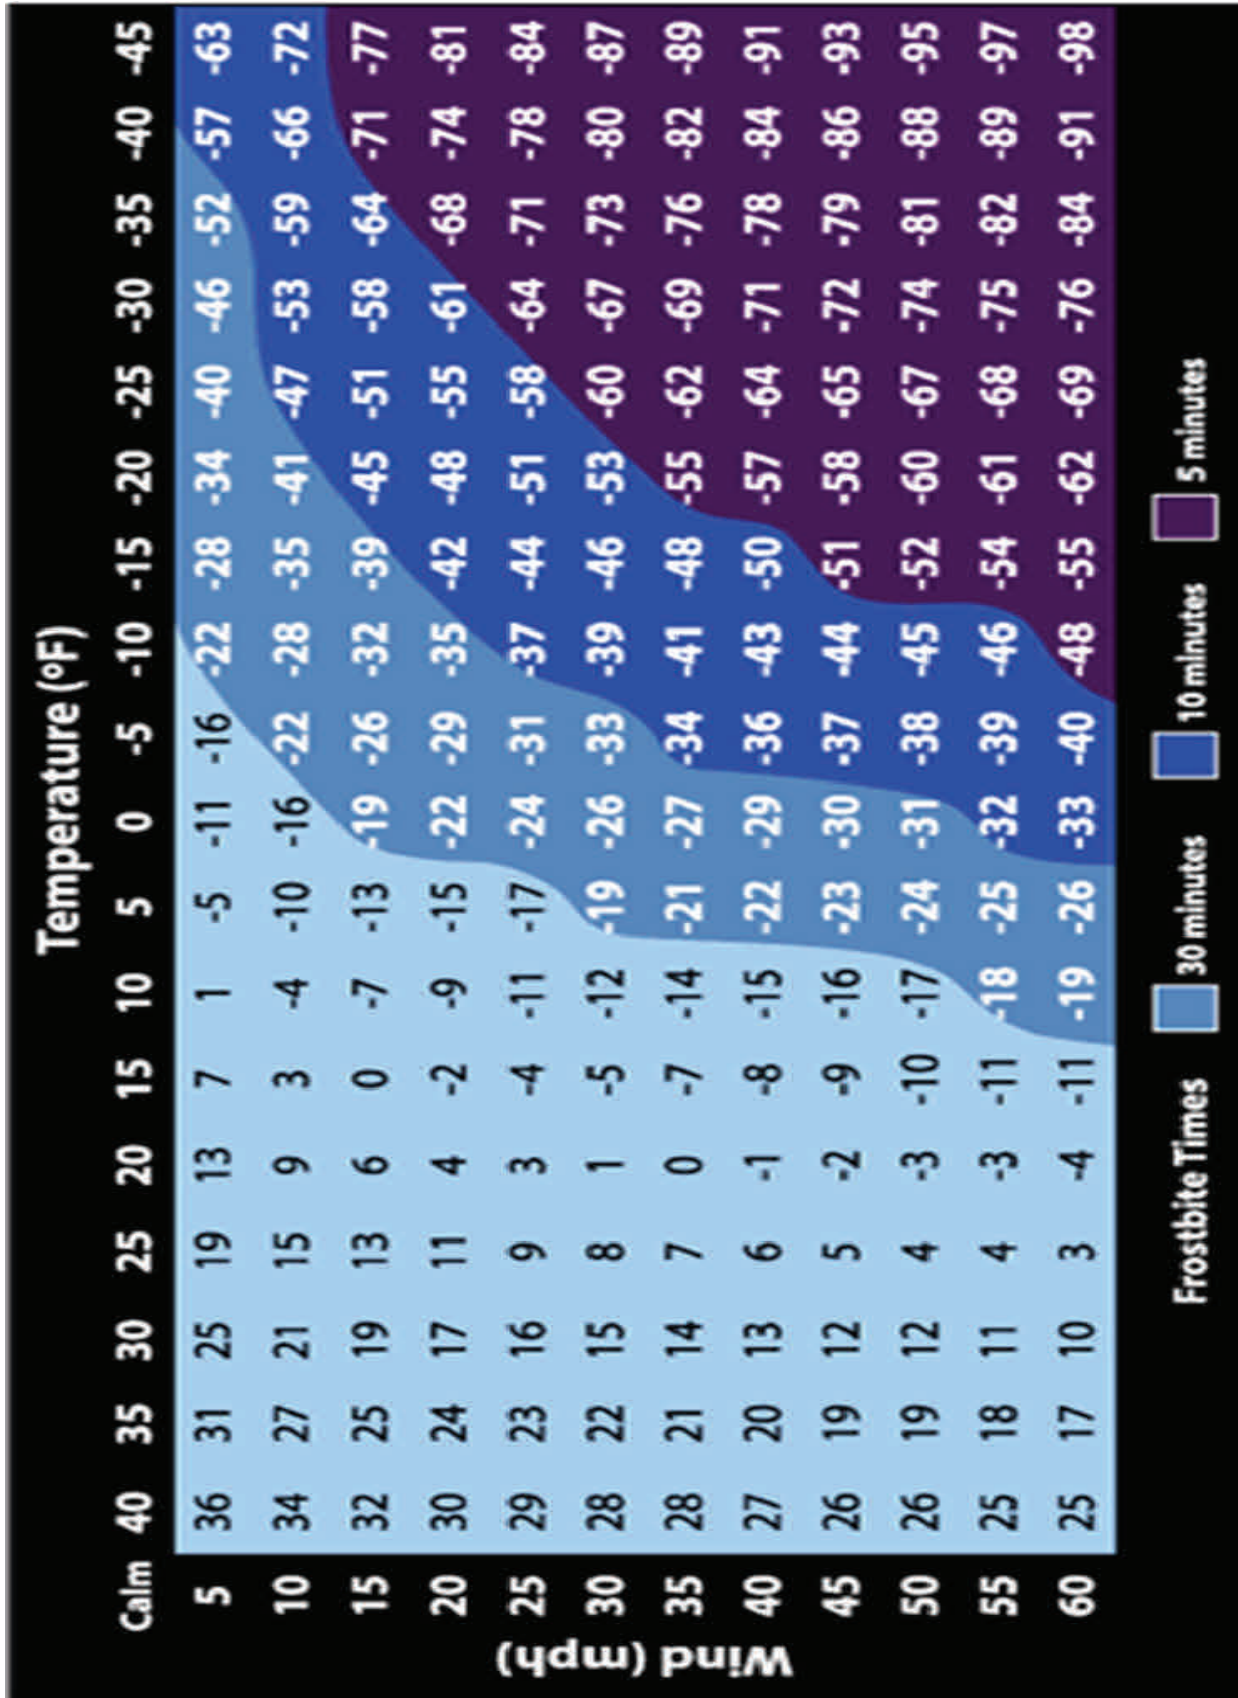 Temperature (ºF)
Calm 40 35 30 25 20 15 10 5 0 -5 -10 -15 -20 -25 -30 -35 -40 -45
5 36 31 25 19 13 7 1 -5 -11 -16 -22 -28 -34 -40 -46 -52 -57 -63
10 34 27 21 15 9 3 -4 -10 -16 -22 -28 -35 -41 -47 -53 -59 -66 -72
15 32 25 19 13 6 0 -7 -13 -19 -26 -32 -39 -45 -51 -58 -64 -71 -77
20 30 24 17 11 4 -2 -9 -15 -22 -29 -35 -42 -48 -55 -61 -68 -74 -81
25 29 23 16 9 3 -4 -11 -17 -24 -31 -37 -44 -51 -58 -64 -71 -78 -84
30 28 22 15 8 1 -5 -12 -19 -26 -33 -39 -46 -53 -60 -67 -73 -80 -87
35 28 21 14 7 0 -7 -14 -21 -27 -34 -41 -48 -55 -62 -69 -76 -82 -89
40 27 20 13 6 -1 -8 -15 -22 -29 -36 -43 -50 -57 -64 -71 -78 -84 -91
45 26 19 12 5 -2 -9 -16 -23 -30 -37 -44 -51 -58 -65 -72 -79 -86 -93
50 26 19 12 4 -3 -10 -17 -24 -31 -38 -45 -52 -60 -67 -74 -81 -88 -95
55 25 18 11 4 -3 -11 -18 -25 -32 -39 -46 -54 -61 -68 -75 -82 -89 -97
60 25 17 10 3 -4 -11 -19 -26 -33 -40 -48 -55 -62 -69 -76 -84 -91 -98
Wind (mph)
Frostbite Times 30 minutes 10 minutes 5 minutes